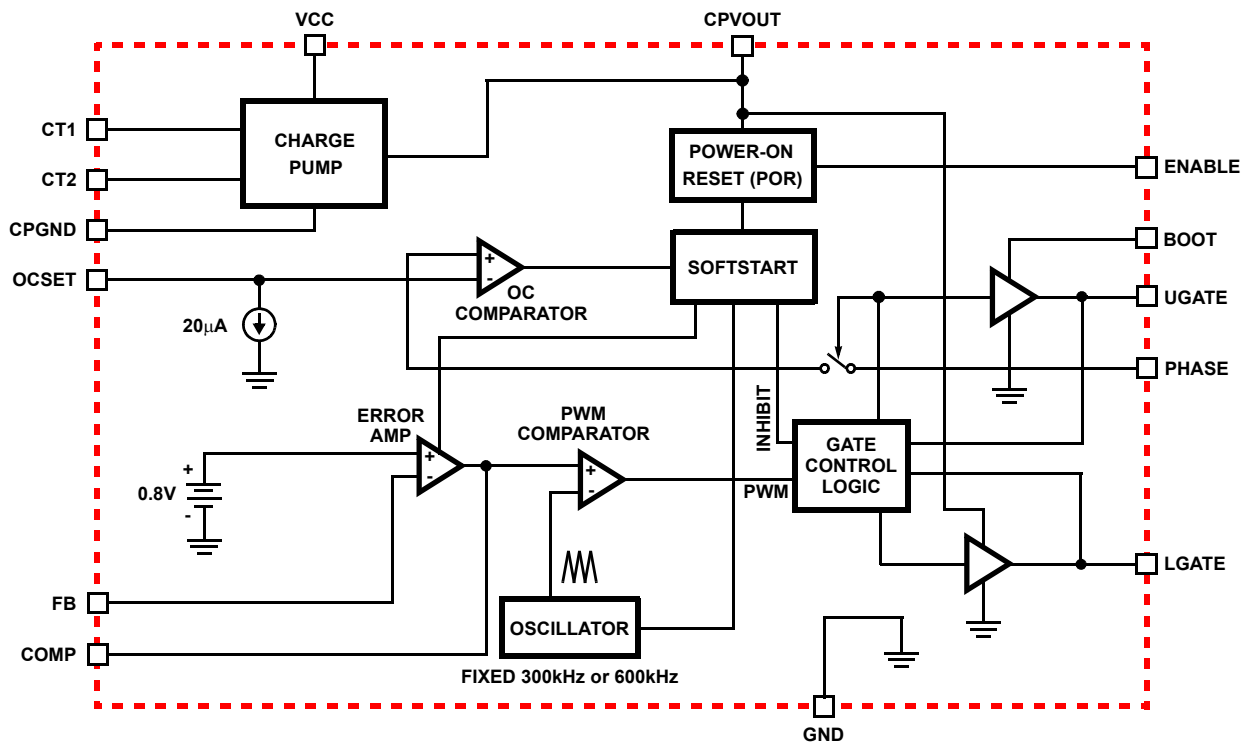 VCC
CPVOUT
CT1
CHARGE
PUMP
CT2
CPGND
POWER-ON
RESET (POR)
ENABLE
BOOT
OCSET
+
-
OC
COMPARATOR
SOFTSTART
UGATE
20μA
PHASE
INHIBIT
ERROR
AMP
+
-
PWM
COMPARATOR
+
-
PWM
GATE
CONTROL
LOGIC
+
0.8V
-
LGATE
FB
OSCILLATOR
COMP
FIXED 300kHz or 600kHz
GND